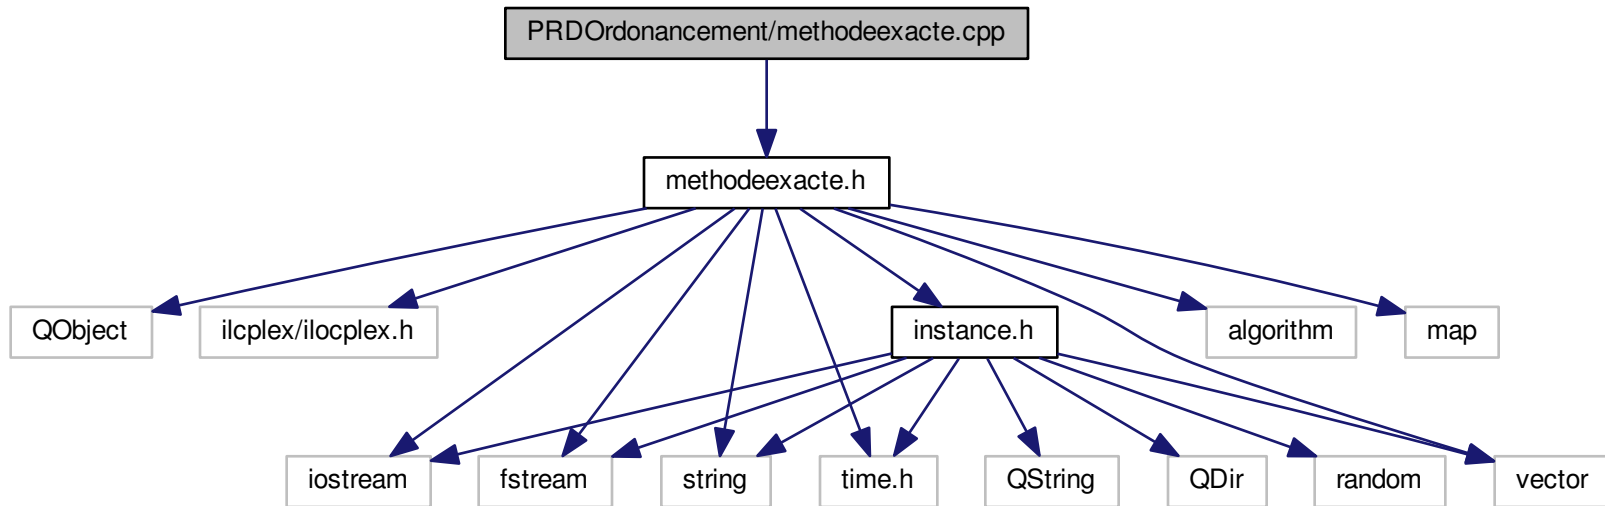 PRDOrdonancement/methodeexacte.cpp
methodeexacte.h
QObject
ilcplex/ilocplex.h
instance.h
algorithm
map
iostream
fstream
string
time.h
QString
QDir
random
vector